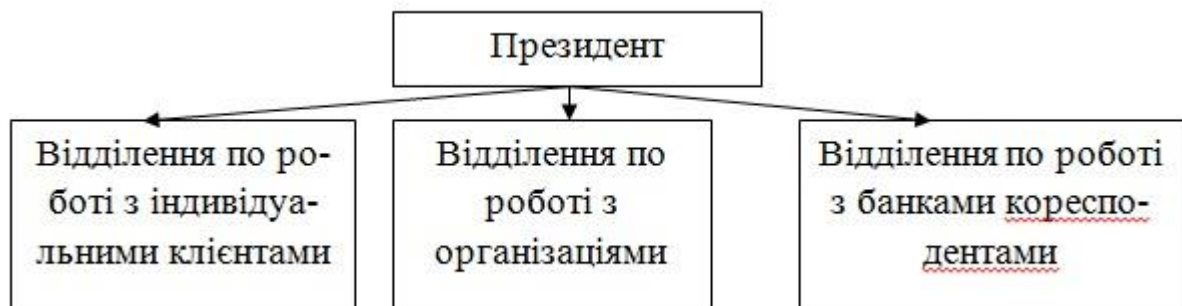 Президент
Відділення по ро-
боті з індивідуа-
льними клієнтами
Відділення по
роботі з
організаціями
Відділення по роботі
з банками кореспо-
дентами